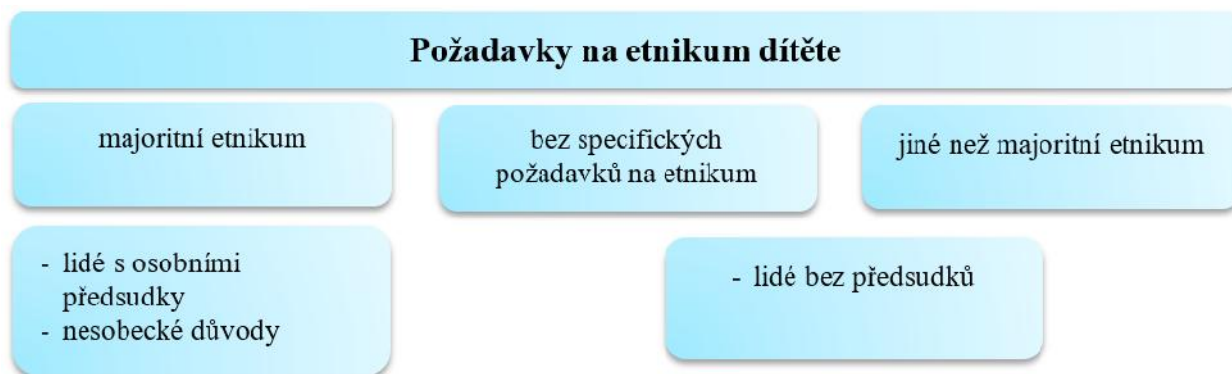 Požadavky na etnikum dítěte
majoritní etnikum
bez specifických
požadavků na etnikum
jiné než majoritní etnikum
- lidé s osobními
předsudky
- nesobecké důvody
- lidé bez předsudků